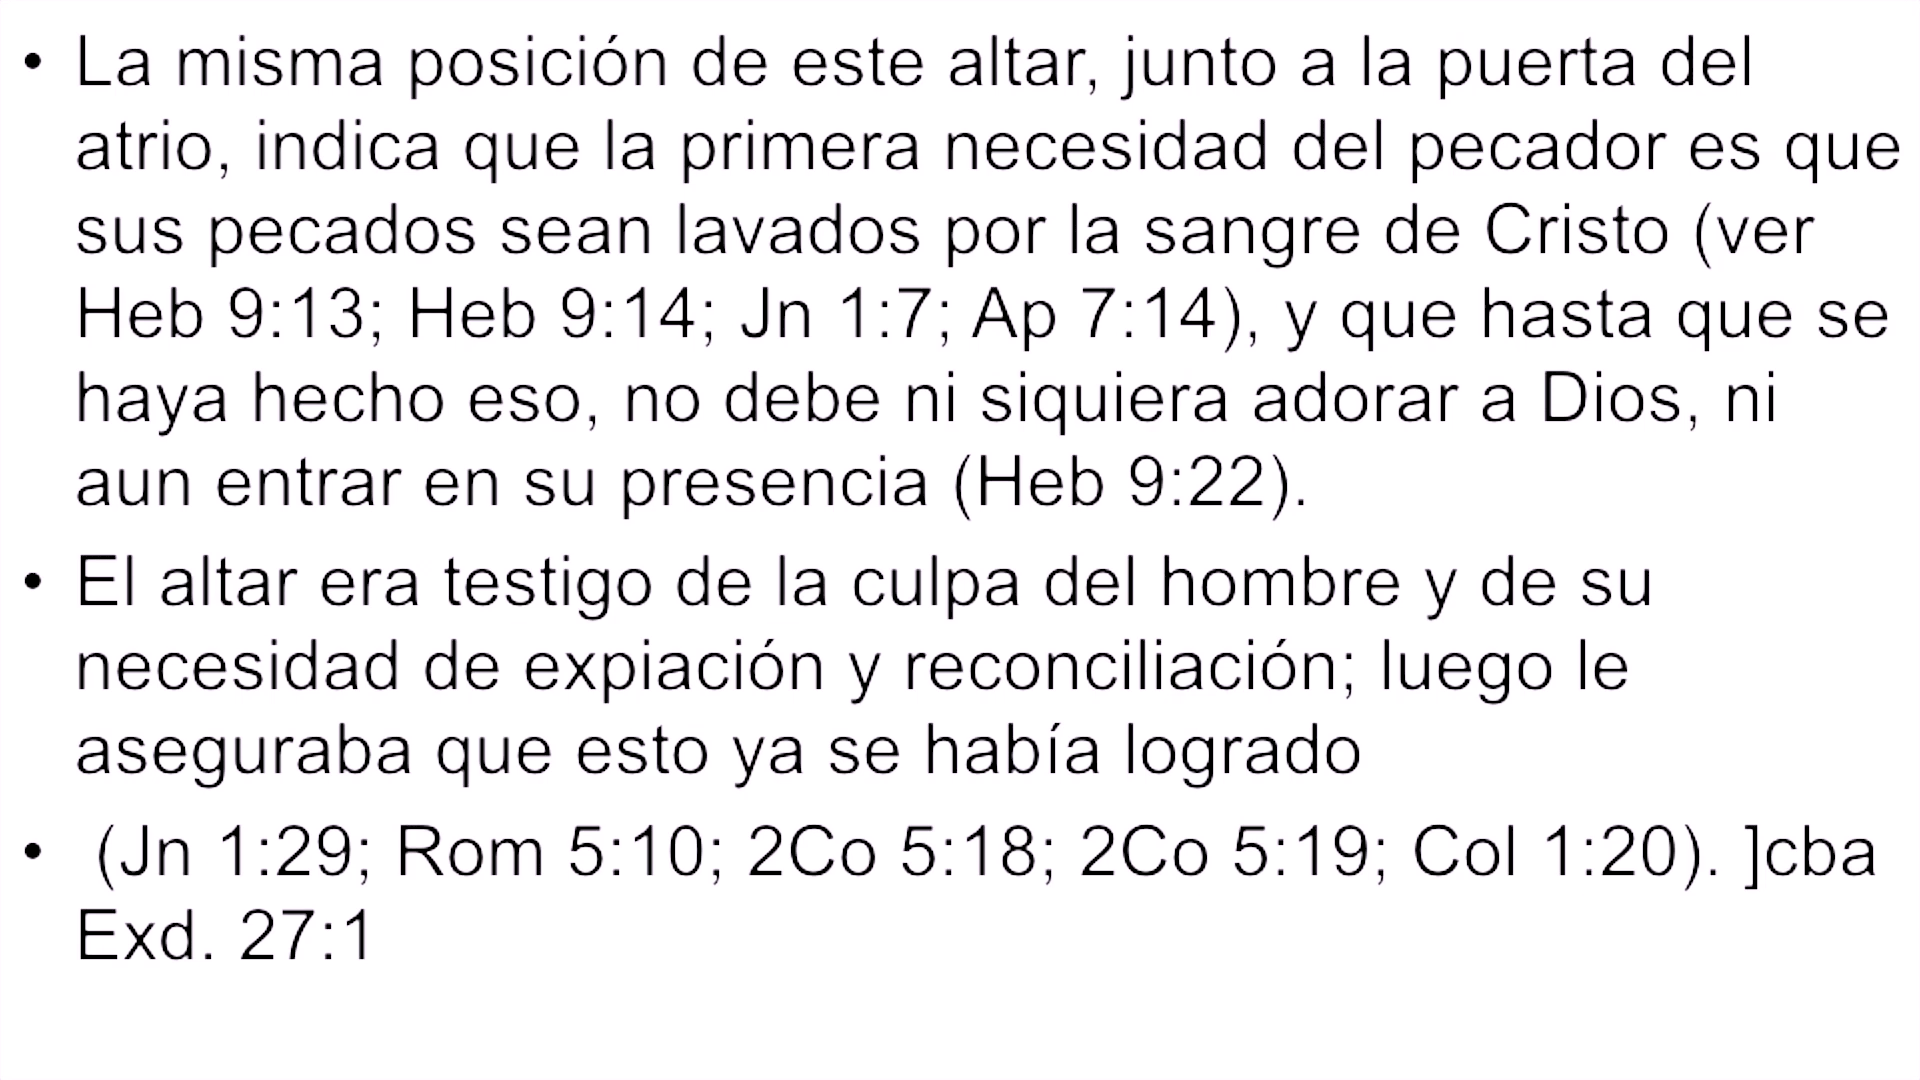 • La misma posición de este altar, junto a la puerta del
atrio, indica que la primera necesidad del pecador es que
sus pecados sean lavados por la sangre de Cristo (ver
Heb 9:13; Heb 9:14; Jn 1:7; Ap 7:14), y que hasta que se
haya hecho eso, no debe ni siquiera adorar a Dios, ni
aun entrar en su presencia (Heb 9:22).
• El altar era testigo de la culpa del hombre y de su
necesidad de expiación y reconciliación; luego le
aseguraba que esto ya se había logrado
• (Jn 1:29; Rom 5:10; 2Co 5:18; 2Co 5:19; Col 1:20). ]cba
Exd. 27:1